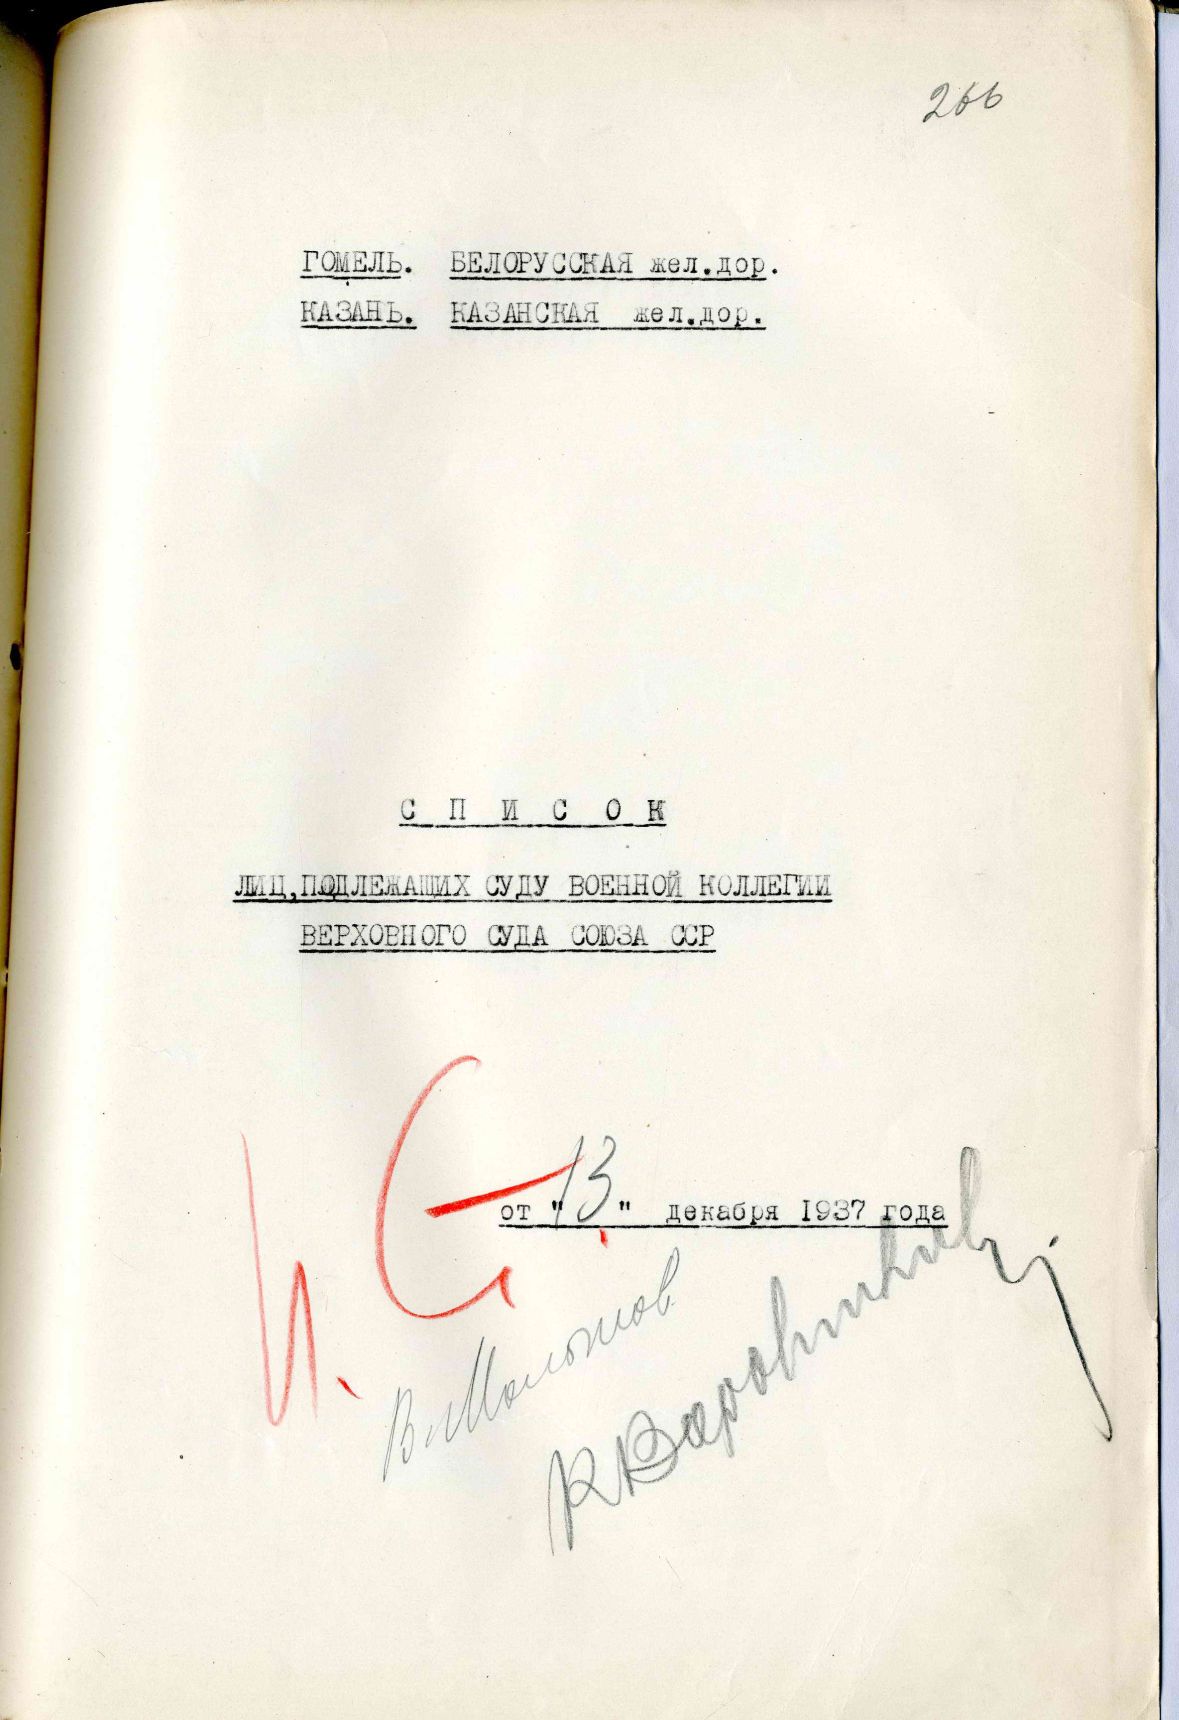 266
ГОМЕЛЬ. БЕЛОРУССКАЯ жел.дор.
КАЗАНЬ. КАЗАНСКАЯ жел.дор.
С П И С О К
ЛИЦ,ПОДЛЕЖАЩИХ СУДУ ВОЕННОЙ КОЛЛЕГИИ
ВЕРХОВНОГО СУДА СОЮЗА ССР
от "13" декабря 1937 года
И. Ст.
В Молотов
К Ворошилов